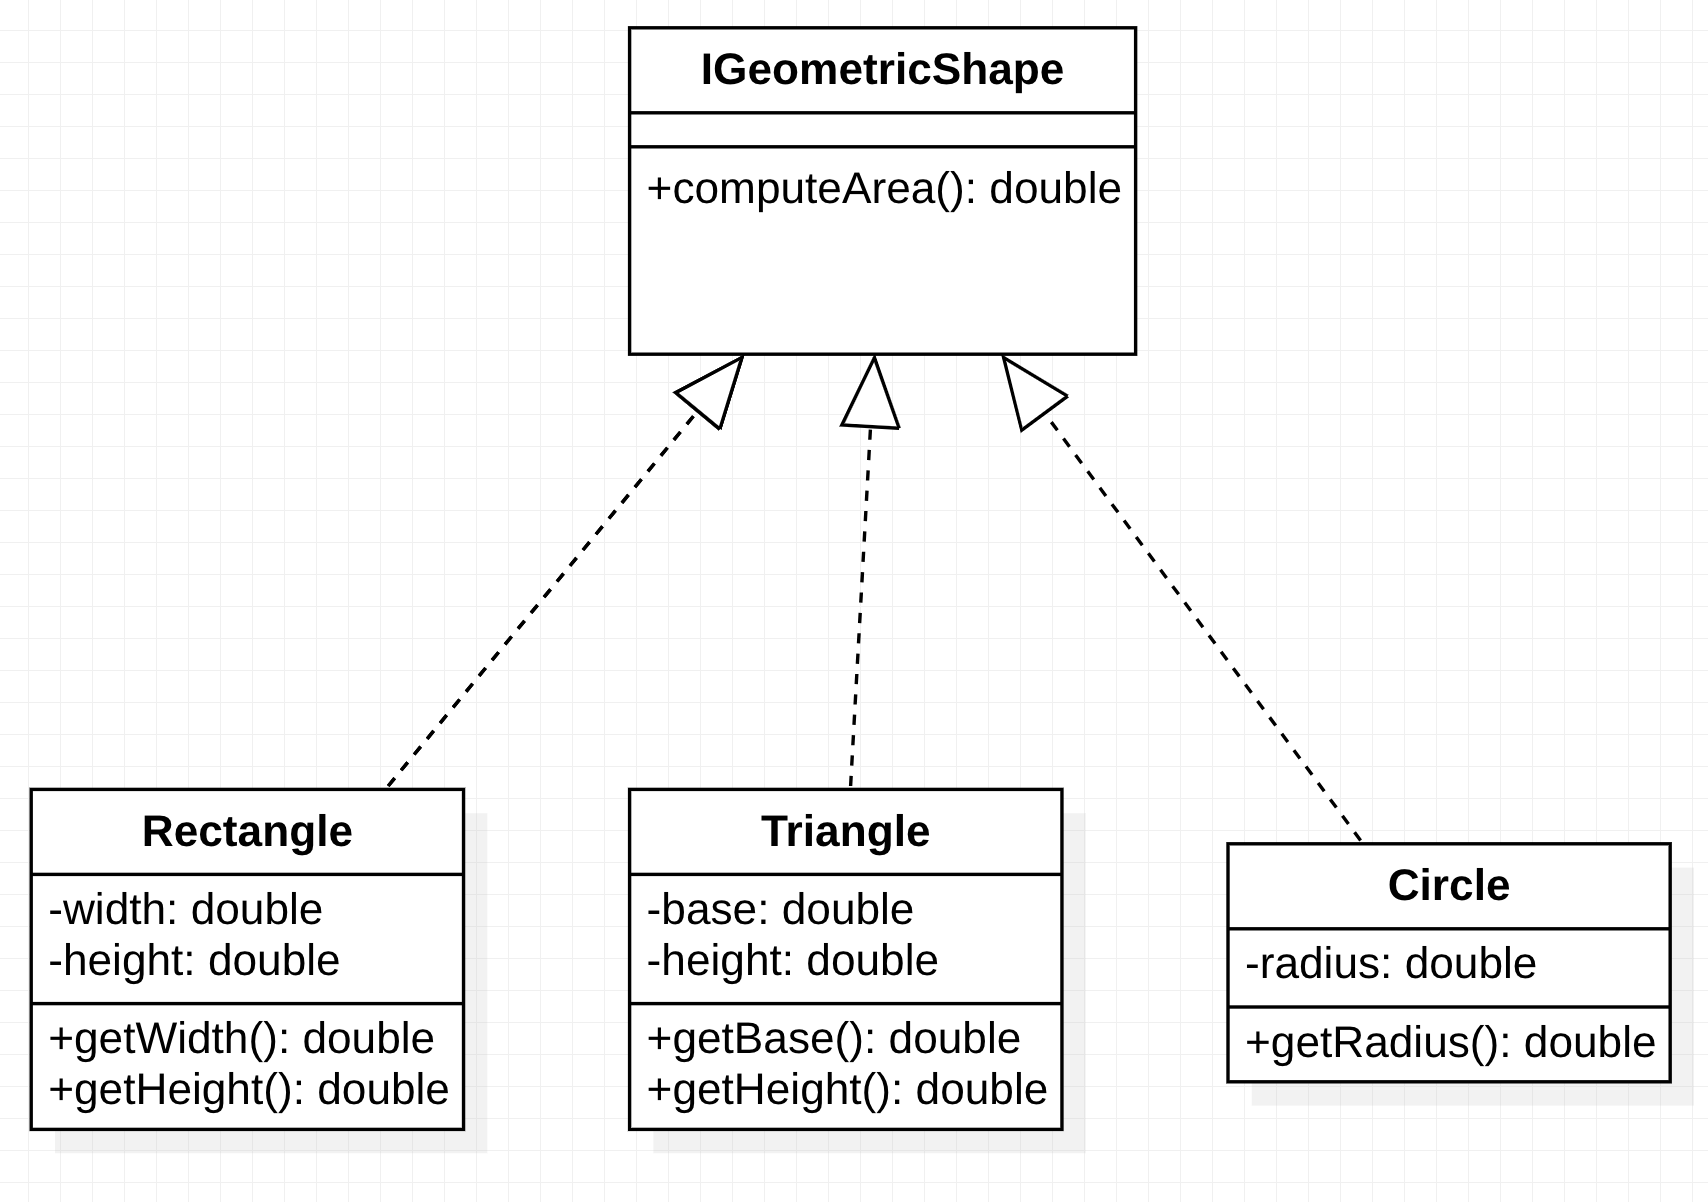 IGeometricShape
+computeArea(): double
Rectangle
-width: double
-height: double
+getWidth(): double
+getHeight(): double
Triangle
-base: double
-height: double
+getBase(): double
+getHeight(): double
Circle
-radius: double
+getRadius(): double